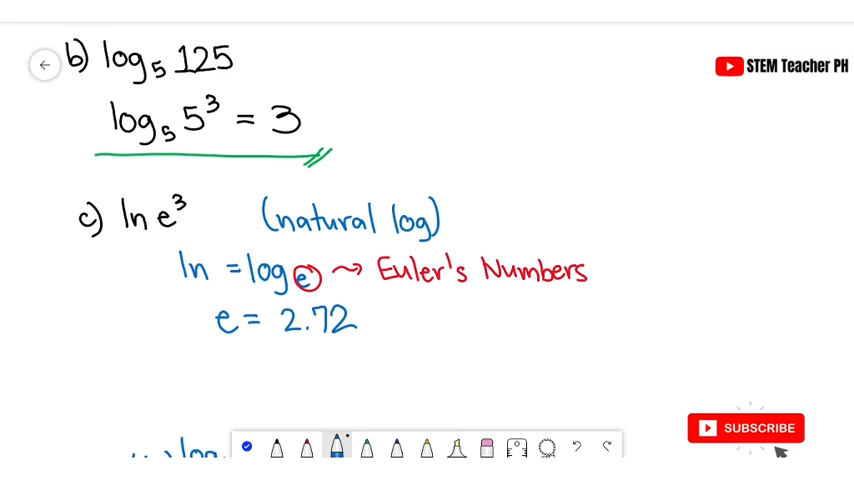 b) log₅ 125
STEM Teacher PH
log₅ 5³ = 3
c) ln e³ (natural log)
ln = logₑ ⤳ Euler's Numbers
e = 2.72
SUBSCRIBE
log